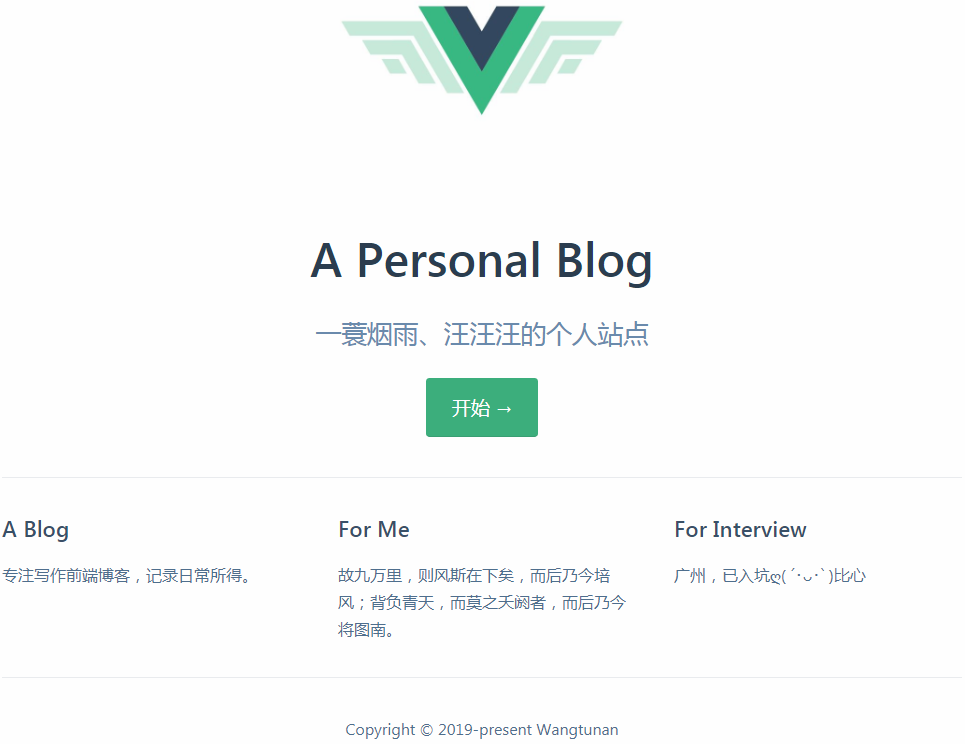 A Personal Blog
一蓑烟雨、汪汪汪的个人站点
开始 →
A Blog
专注写作前端博客，记录日常所得。
For Me
故九万里，则风斯在下矣，而后乃今培
风；背负青天，而莫之夭阏者，而后乃今
将图南。
For Interview
广州，已入坑ღ( ´･ᴗ･` )比心
Copyright © 2019-present Wangtunan